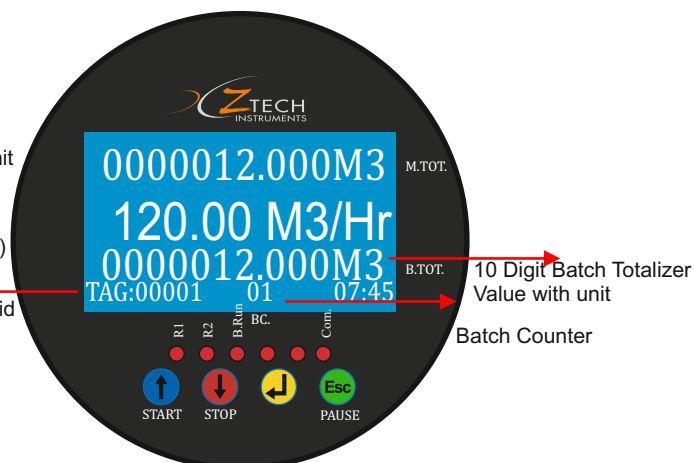 ZTECH
INSTRUMENTS
0000012.000M3 M.TOT.
120.00 M3/Hr
0000012.000M3 B.TOT.
TAG:00001 01 07:45
10 Digit Batch Totalizer
Value with unit
Batch Counter
R1 R2 B.Run BC. Com.
Esc
START STOP PAUSE